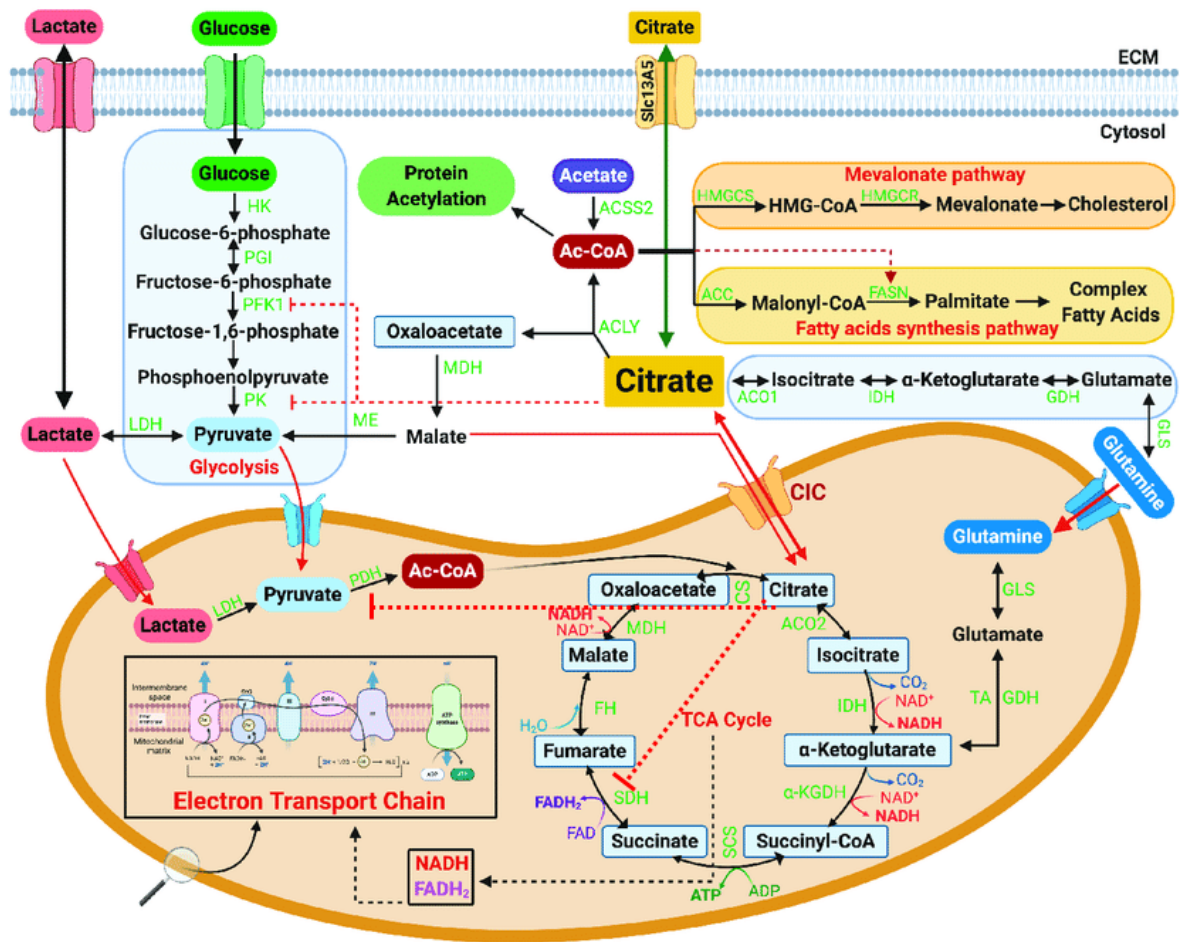 Lactate
Glucose
Citrate
ECM
Slc13A5
Cytosol
Glucose
HK
Glucose-6-phosphate
PGI
Fructose-6-phosphate
PFK1
Fructose-1,6-phosphate
Phosphoenolpyruvate
PK
Lactate
LDH
Pyruvate
Glycolysis
ME
Malate
MDH
Oxaloacetate
Protein
Acetylation
Acetate
ACSS2
Ac-CoA
ACLY
Citrate
Mevalonate pathway
HMGCS
HMG-CoA
HMGCR
Mevalonate
Cholesterol
ACC
Malonyl-CoA
FASN
Palmitate
Complex
Fatty Acids
Fatty acids synthesis pathway
Isocitrate
α-Ketoglutarate
Glutamate
ACO1
IDH
GDH
GLS
Glutamine
CIC
Glutamine
GLS
Glutamate
TA
GDH
Lactate
LDH
Pyruvate
PDH
Ac-CoA
Oxaloacetate
CS
Citrate
NADH
NAD⁺
MDH
ACO2
Malate
Isocitrate
CO₂
NAD⁺
NADH
IDH
FH
H₂O
TCA Cycle
Fumarate
α-Ketoglutarate
CO₂
NAD⁺
NADH
α-KGDH
SDH
FADH₂
FAD
Succinate
SCS
Succinyl-CoA
ATP
ADP
Intermembrane
space
Mitochondrial
matrix
ATP
synthase
ADP
ATP
Electron Transport Chain
NADH
FADH₂